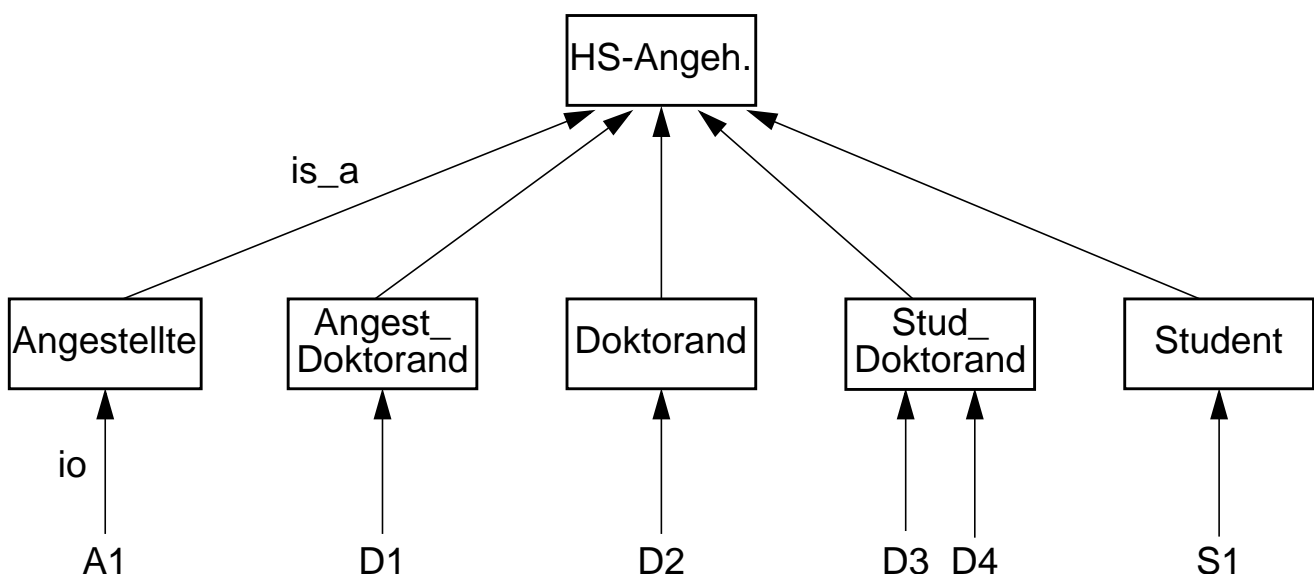 HS-Angeh.
is_a
Angestellte
Angest_
Doktorand
Doktorand
Stud_
Doktorand
Student
io
A1
D1
D2
D3
D4
S1